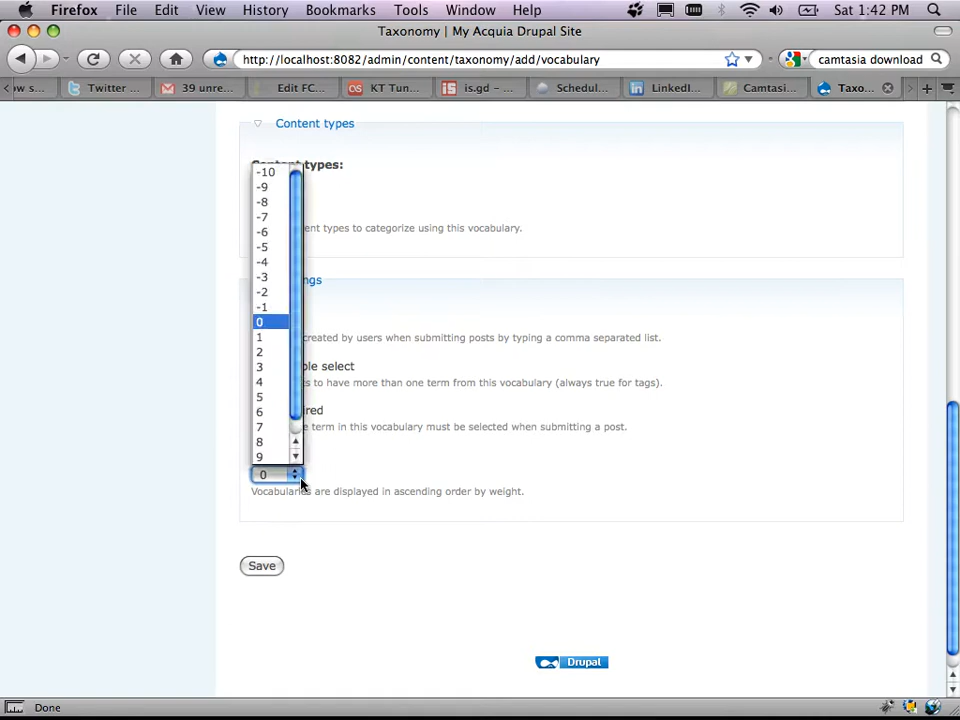 Firefox File Edit View History Bookmarks Tools Window Help Sat 1:42 PM
Taxonomy | My Acquia Drupal Site
http://localhost:8082/admin/content/taxonomy/add/vocabulary
camtasia download
ow s... Twitter ... 39 unre... Edit FC... KT Tun... is.gd – ... Schedul... LinkedI... Camtasi... Taxo...
Content types
Content types:
-10
-9
-8
-7
ent types to categorize using this vocabulary.
-6
-5
-4
-3
ngs
-2
-1
0
1
created by users when submitting posts by typing a comma separated list.
2
3
ple select
4
s to have more than one term from this vocabulary (always true for tags).
5
6
ired
7
e term in this vocabulary must be selected when submitting a post.
8
9
0
Vocabularies are displayed in ascending order by weight.
Save
Drupal
Done